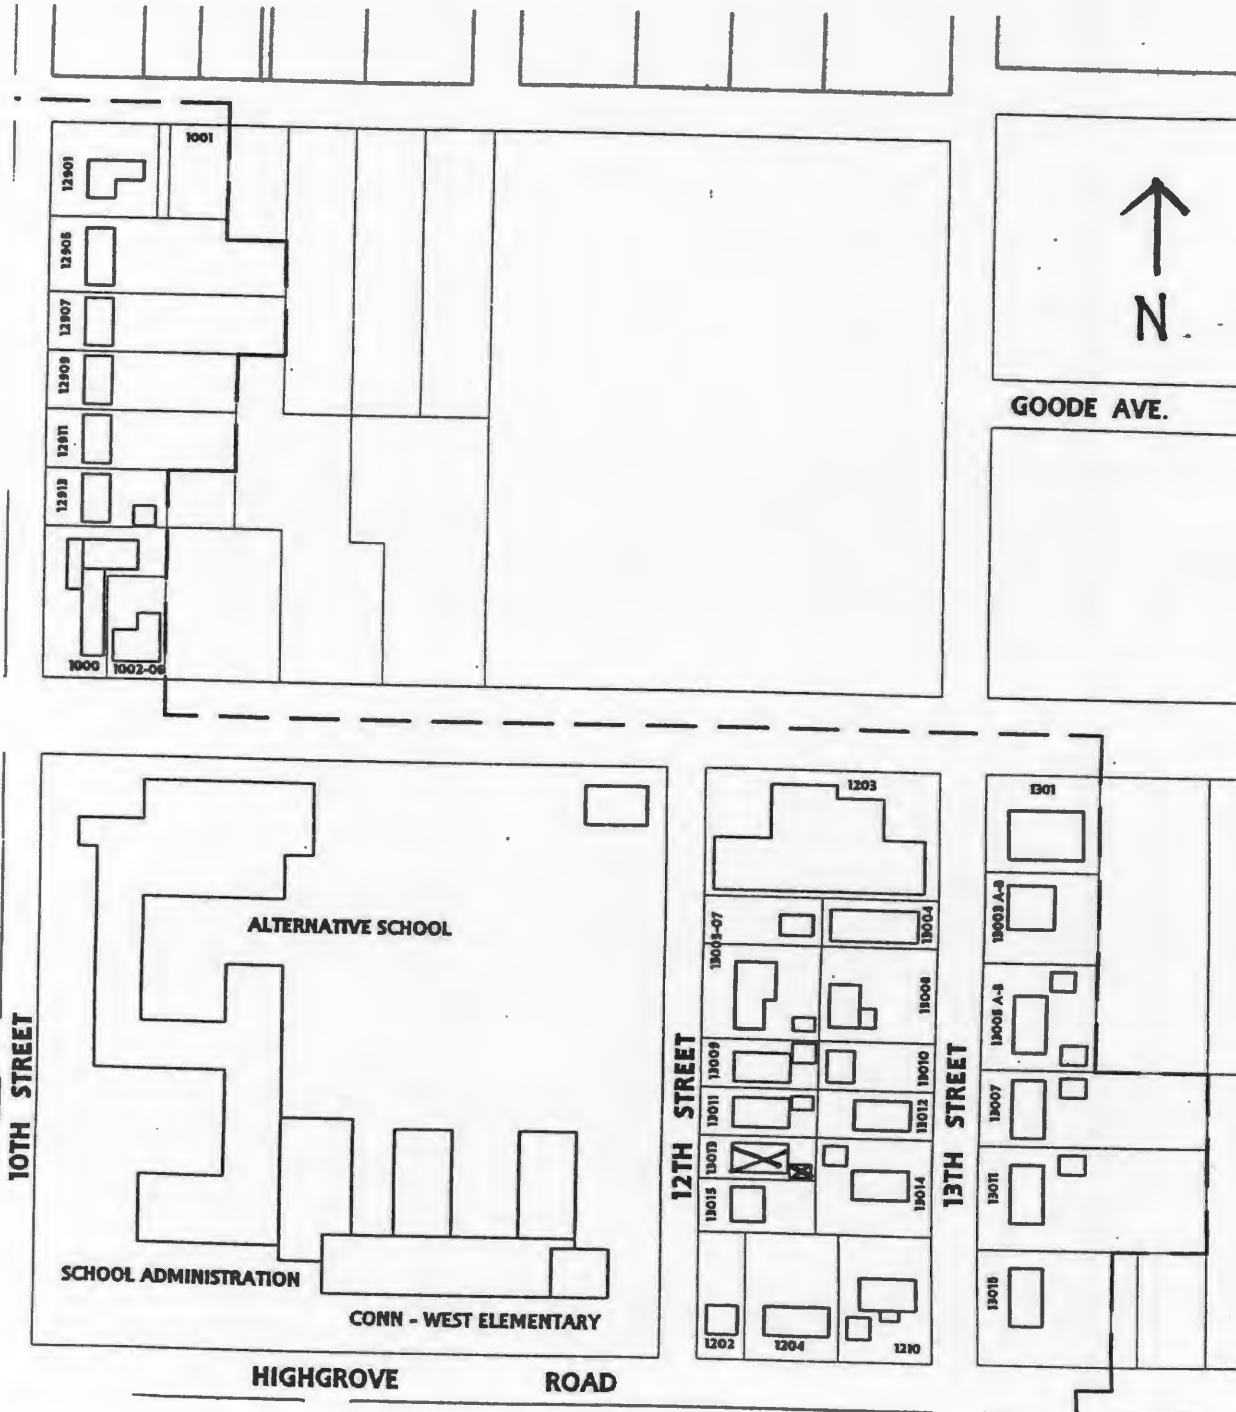 1001
12901
12905
12907
12909
GOODE AVE.
N
12911
12913
1000
1002-06
1203
1301
13003 A-B
13004
13005-07
ALTERNATIVE SCHOOL
13008
13005 A-B
10TH STREET
12TH STREET
13TH STREET
13009
13010
13007
13011
13012
13013
13014
13011
13015
SCHOOL ADMINISTRATION
CONN - WEST ELEMENTARY
13015
1202
1204
1210
HIGHGROVE ROAD